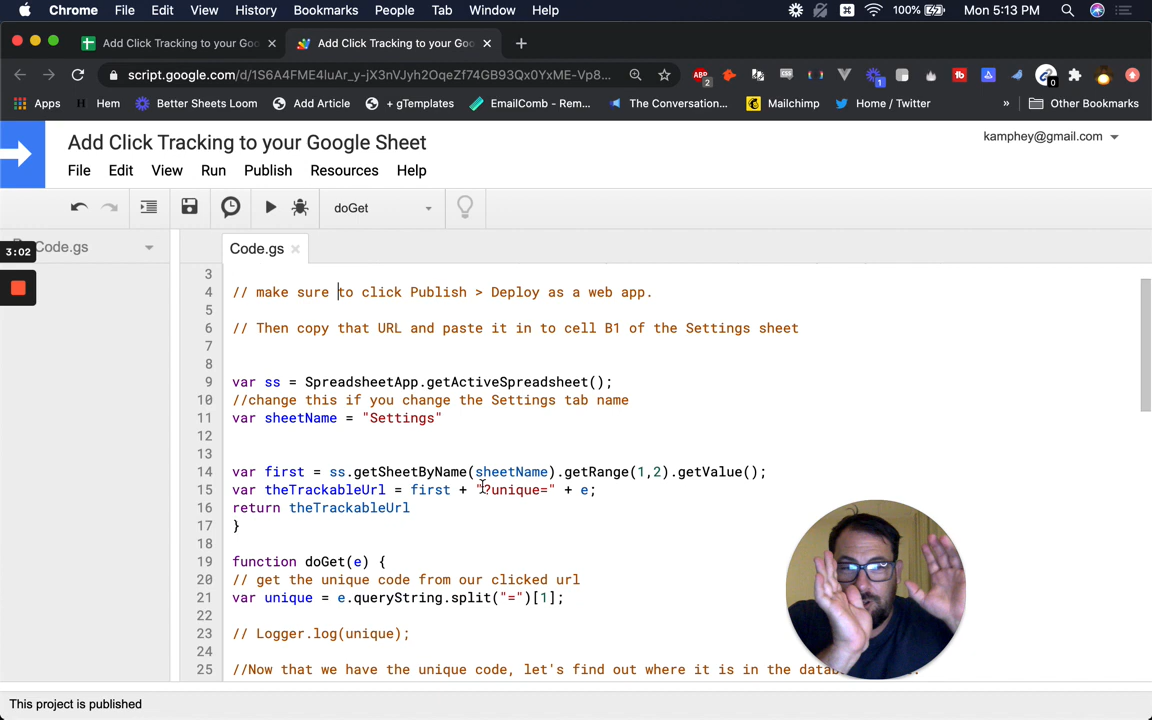 Chrome File Edit View History Bookmarks People Tab Window Help 100% Mon 5:13 PM
Add Click Tracking to your Goo × Add Click Tracking to your Goo × +
script.google.com/d/1S6A4FME4luAr_y-jX3nVJyh2OqeZf74GB93Qx0YxME-Vp8...
Apps Hem Better Sheets Loom Add Article + gTemplates EmailComb - Rem... The Conversation... Mailchimp Home / Twitter » Other Bookmarks
Add Click Tracking to your Google Sheet
kamphey@gmail.com
File Edit View Run Publish Resources Help
doGet
3:02
Code.gs
Code.gs ×
3
4 // make sure to click Publish > Deploy as a web app.
5
6 // Then copy that URL and paste it in to cell B1 of the Settings sheet
7
8
9 var ss = SpreadsheetApp.getActiveSpreadsheet();
10 //change this if you change the Settings tab name
11 var sheetName = "Settings"
12
13
14 var first = ss.getSheetByName(sheetName).getRange(1,2).getValue();
15 var theTrackableUrl = first + "?unique=" + e;
16 return theTrackableUrl
17 }
18
19 function doGet(e) {
20 // get the unique code from our clicked url
21 var unique = e.queryString.split("=")[1];
22
23 // Logger.log(unique);
24
25 //Now that we have the unique code, let's find out where it is in the
This project is published